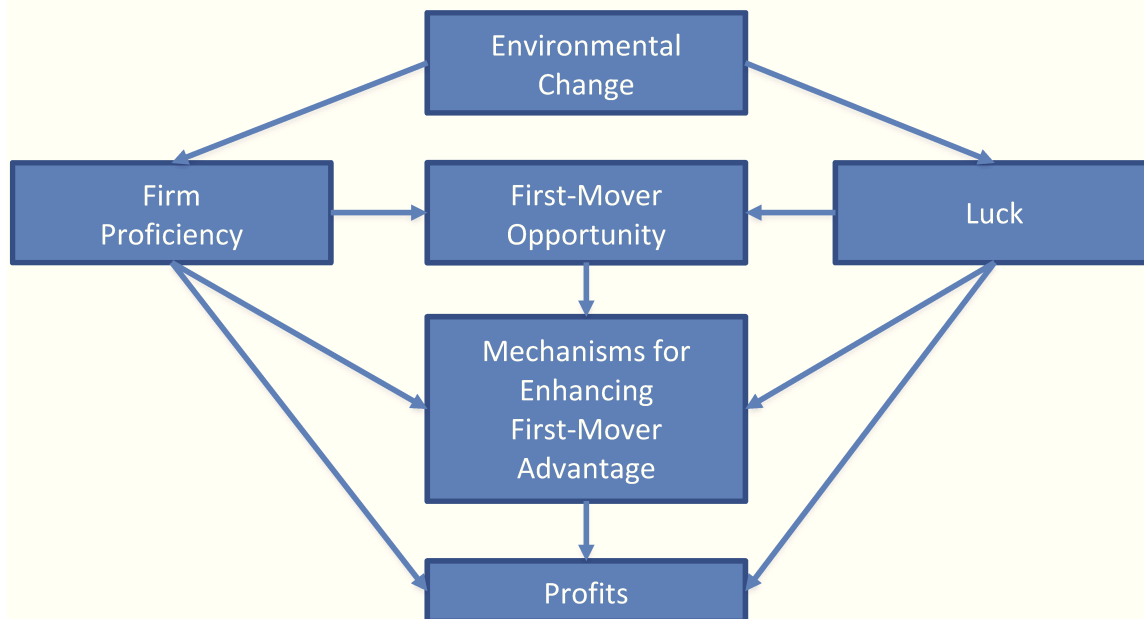 Environmental
Change
Firm
Proficiency
First-Mover
Opportunity
Luck
Mechanisms for
Enhancing
First-Mover
Advantage
Profits